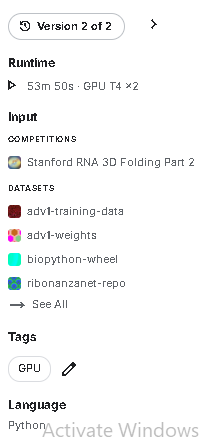 Version 2 of 2
Runtime
53m 50s · GPU T4 ×2
Input
COMPETITIONS
Stanford RNA 3D Folding Part 2
DATASETS
adv1-training-data
adv1-weights
biopython-wheel
ribonanzanet-repo
See All
Tags
GPU
Language
Python
Activate Windows